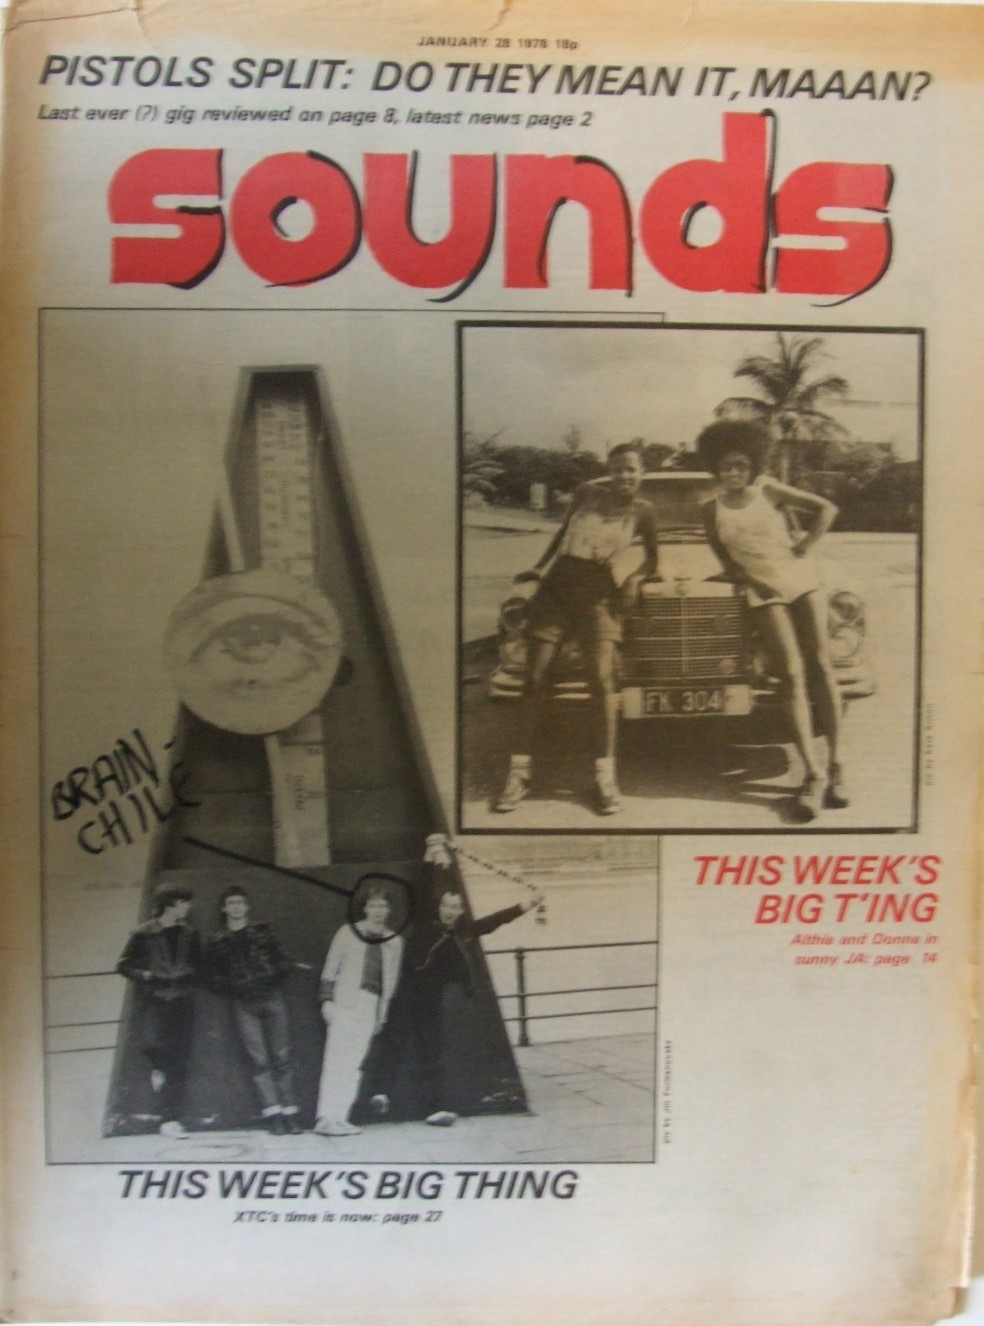 JANUARY 28 1978 18p
PISTOLS SPLIT: DO THEY MEAN IT, MAAAN?
Last ever (?) gig reviewed on page 8, latest news page 2
sounds
FK 304
BRAIN-
CHILE
THIS WEEK'S
BIG T'ING
Althia and Donna in
sunny JA: page 14
THIS WEEK'S BIG THING
XTC's time is now: page 27